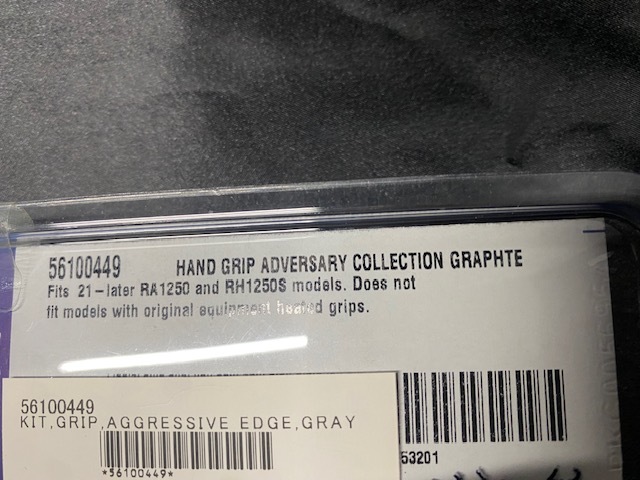 56100449 HAND GRIP ADVERSARY COLLECTION GRAPHTE
Fits 21-later RA1250 and RH1250S models. Does not
fit models with original equipment heated grips.
53201
56100449
KIT,GRIP,AGGRESSIVE EDGE,GRAY
*56100449*